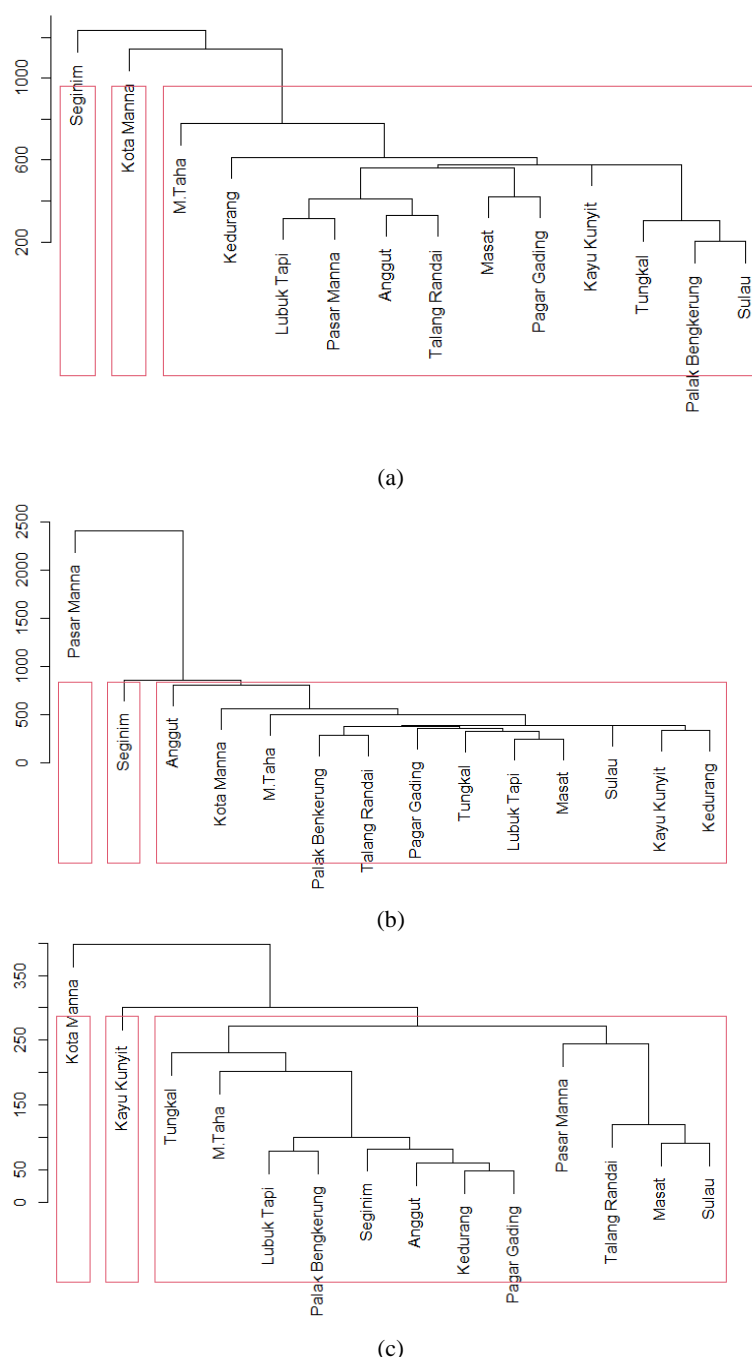 1000
600
200
Seginim
Kota Manna
M.Taha
Kedurang
Lubuk Tapi
Pasar Manna
Anggut
Talang Randai
Masat
Pagar Gading
Kayu Kunyit
Tungkal
Palak Bengkerung
Sulau
(a)
2500
2000
1500
1000
500
0
Pasar Manna
Seginim
Anggut
Kota Manna
M.Taha
Palak Benkerung
Talang Randai
Pagar Gading
Tungkal
Lubuk Tapi
Masat
Sulau
Kayu Kunyit
Kedurang
(b)
350
250
150
50
0
Kota Manna
Kayu Kunyit
Tungkal
M.Taha
Lubuk Tapi
Palak Bengkerung
Seginim
Anggut
Kedurang
Pagar Gading
Pasar Manna
Talang Randai
Masat
Sulau
(c)